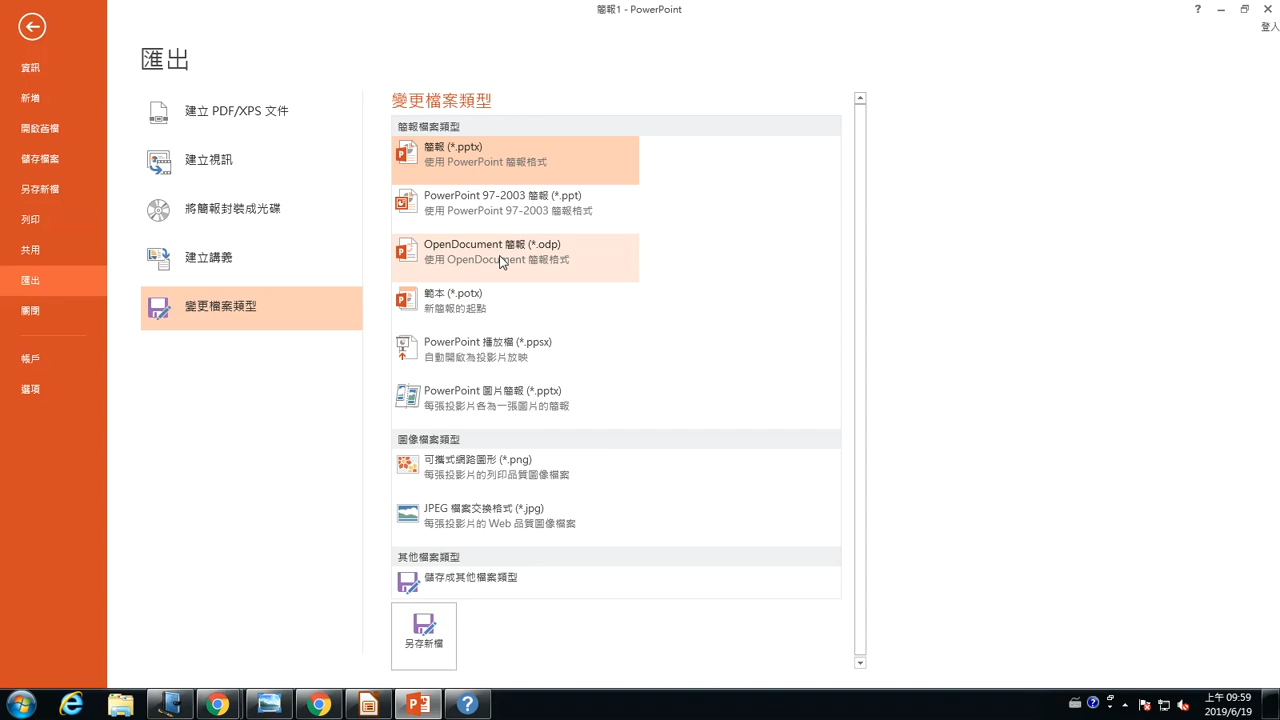 簡報1 - PowerPoint
?
登入
資訊
新增
開啟舊檔
儲存檔案
另存新檔
列印
共用
匯出
關閉
帳戶
選項
匯出
建立 PDF/XPS 文件
建立視訊
將簡報封裝成光碟
建立講義
變更檔案類型
變更檔案類型
簡報檔案類型
簡報 (*.pptx)
使用 PowerPoint 簡報格式
PowerPoint 97-2003 簡報 (*.ppt)
使用 PowerPoint 97-2003 簡報格式
OpenDocument 簡報 (*.odp)
使用 OpenDocument 簡報格式
範本 (*.potx)
新簡報的起點
PowerPoint 播放檔 (*.ppsx)
自動開啟為投影片放映
PowerPoint 圖片簡報 (*.pptx)
每張投影片各為一張圖片的簡報
圖像檔案類型
可攜式網路圖形 (*.png)
每張投影片的列印品質圖像檔案
JPEG 檔案交換格式 (*.jpg)
每張投影片的 Web 品質圖像檔案
其他檔案類型
儲存成其他檔案類型
另存新檔
上午 09:59
2019/6/19